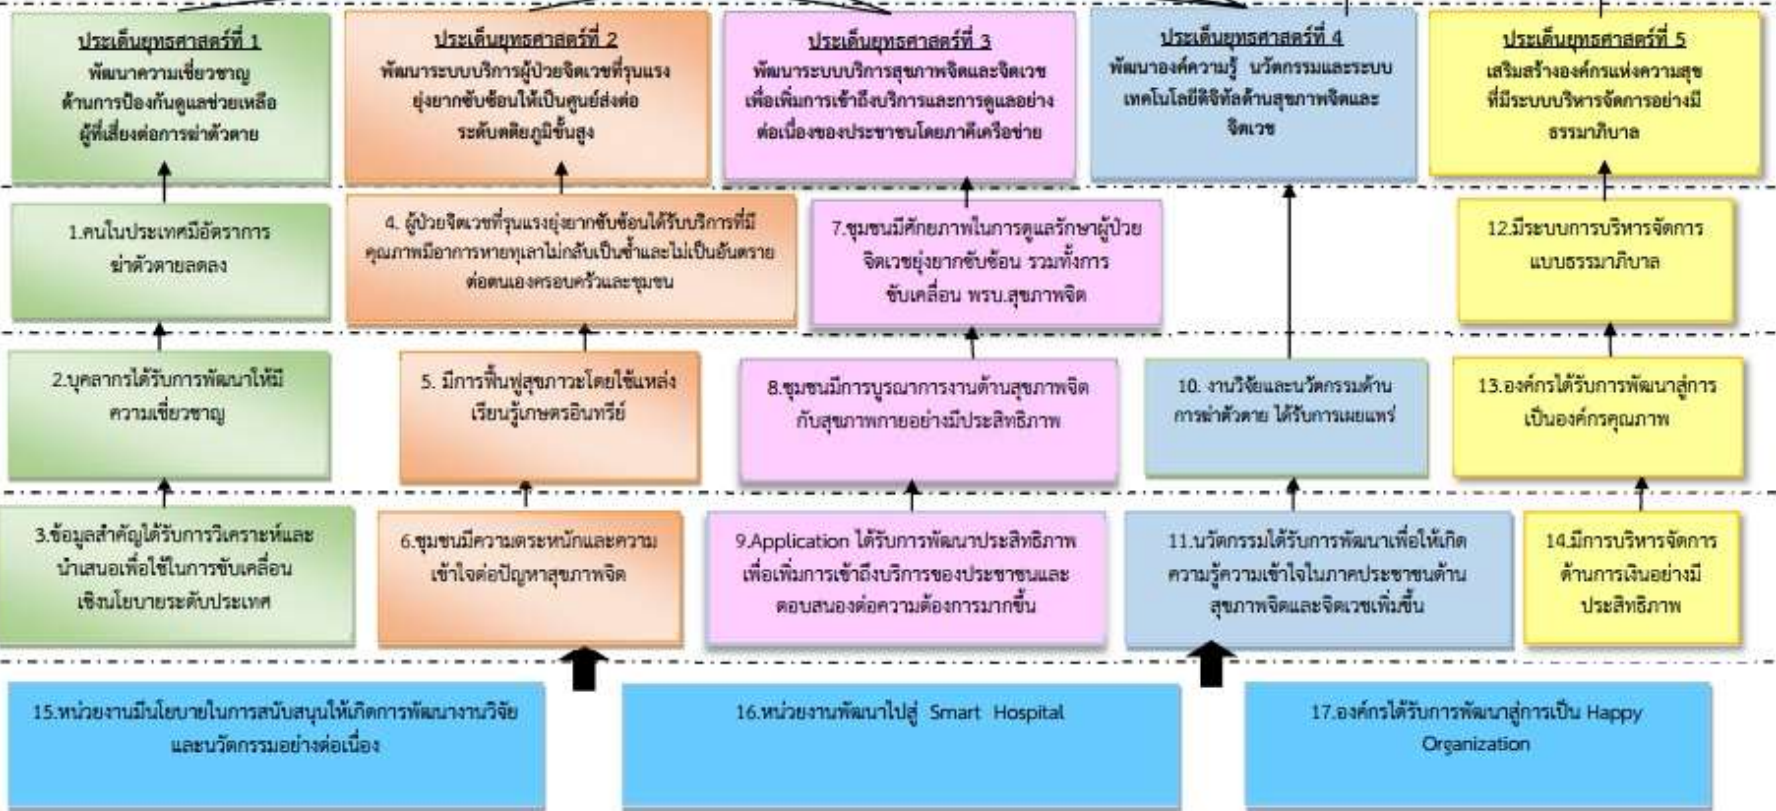 ประเด็นยุทธศาสตร์ที่ 1
พัฒนาความเชี่ยวชาญ
ด้านการป้องกันดูแลช่วยเหลือ
ผู้ที่เสี่ยงต่อการฆ่าตัวตาย
ประเด็นยุทธศาสตร์ที่ 2
พัฒนาระบบบริการผู้ป่วยจิตเวชที่รุนแรง
ยุ่งยากซับซ้อนให้เป็นศูนย์ส่งต่อ
ระดับตติยภูมิขั้นสูง
ประเด็นยุทธศาสตร์ที่ 3
พัฒนาระบบบริการสุขภาพจิตและจิตเวช
เพื่อเพิ่มการเข้าถึงบริการและการดูแลอย่าง
ต่อเนื่องของประชาชนโดยภาคีเครือข่าย
ประเด็นยุทธศาสตร์ที่ 4
พัฒนาองค์ความรู้ นวัตกรรมและระบบ
เทคโนโลยีดิจิทัลด้านสุขภาพจิตและ
จิตเวช
ประเด็นยุทธศาสตร์ที่ 5
เสริมสร้างองค์กรแห่งความสุข
ที่มีระบบบริหารจัดการอย่างมี
ธรรมาภิบาล
1.คนในประเทศมีอัตราการ
ฆ่าตัวตายลดลง
4. ผู้ป่วยจิตเวชที่รุนแรงยุ่งยากซับซ้อนได้รับบริการที่มี
คุณภาพมีอาการหายทุเลาไม่กลับเป็นซ้ำและไม่เป็นอันตราย
ต่อตนเองครอบครัวและชุมชน
7.ชุมชนมีศักยภาพในการดูแลรักษาผู้ป่วย
จิตเวชยุ่งยากซับซ้อน รวมทั้งการ
ขับเคลื่อน พรบ.สุขภาพจิต
12.มีระบบการบริหารจัดการ
แบบธรรมาภิบาล
2.บุคลากรได้รับการพัฒนาให้มี
ความเชี่ยวชาญ
5. มีการฟื้นฟูสุขภาวะโดยใช้แหล่ง
เรียนรู้เกษตรอินทรีย์
8.ชุมชนมีการบูรณาการงานด้านสุขภาพจิต
กับสุขภาพกายอย่างมีประสิทธิภาพ
10. งานวิจัยและนวัตกรรมด้าน
การฆ่าตัวตาย ได้รับการเผยแพร่
13.องค์กรได้รับการพัฒนาสู่การ
เป็นองค์กรคุณภาพ
3.ข้อมูลสำคัญได้รับการวิเคราะห์และ
นำเสนอเพื่อใช้ในการขับเคลื่อน
เชิงนโยบายระดับประเทศ
6.ชุมชนมีความตระหนักและความ
เข้าใจต่อปัญหาสุขภาพจิต
9.Application ได้รับการพัฒนาประสิทธิภาพ
เพื่อเพิ่มการเข้าถึงบริการของประชาชนและ
ตอบสนองต่อความต้องการมากขึ้น
11.นวัตกรรมได้รับการพัฒนาเพื่อให้เกิด
ความรู้ความเข้าใจในภาคประชาชนด้าน
สุขภาพจิตและจิตเวชเพิ่มขึ้น
14.มีการบริหารจัดการ
ด้านการเงินอย่างมี
ประสิทธิภาพ
15.หน่วยงานมีนโยบายในการสนับสนุนให้เกิดการพัฒนางานวิจัย
และนวัตกรรมอย่างต่อเนื่อง
16.หน่วยงานพัฒนาไปสู่ Smart Hospital
17.องค์กรได้รับการพัฒนาสู่การเป็น Happy
Organization